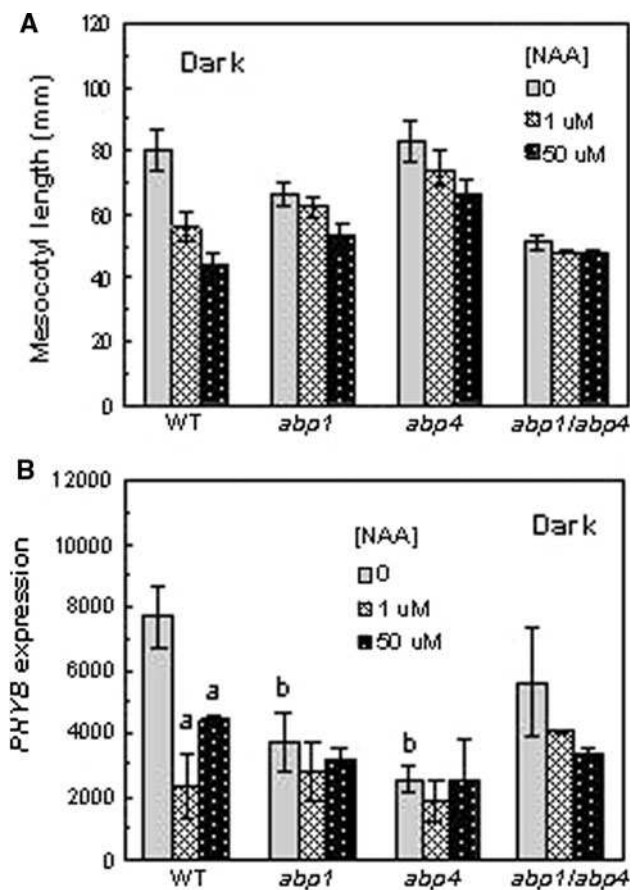 A
Mesocotyl length (mm)
120
100
80
60
40
20
0
Dark
[NAA]
0
1 uM
50 uM
WT
abp1
abp4
abp1/abp4
B
PHYB expression
12000
10000
8000
6000
4000
2000
0
[NAA]
0
1 uM
50 uM
Dark
a
a
b
b
WT
abp1
abp4
abp1/abp4